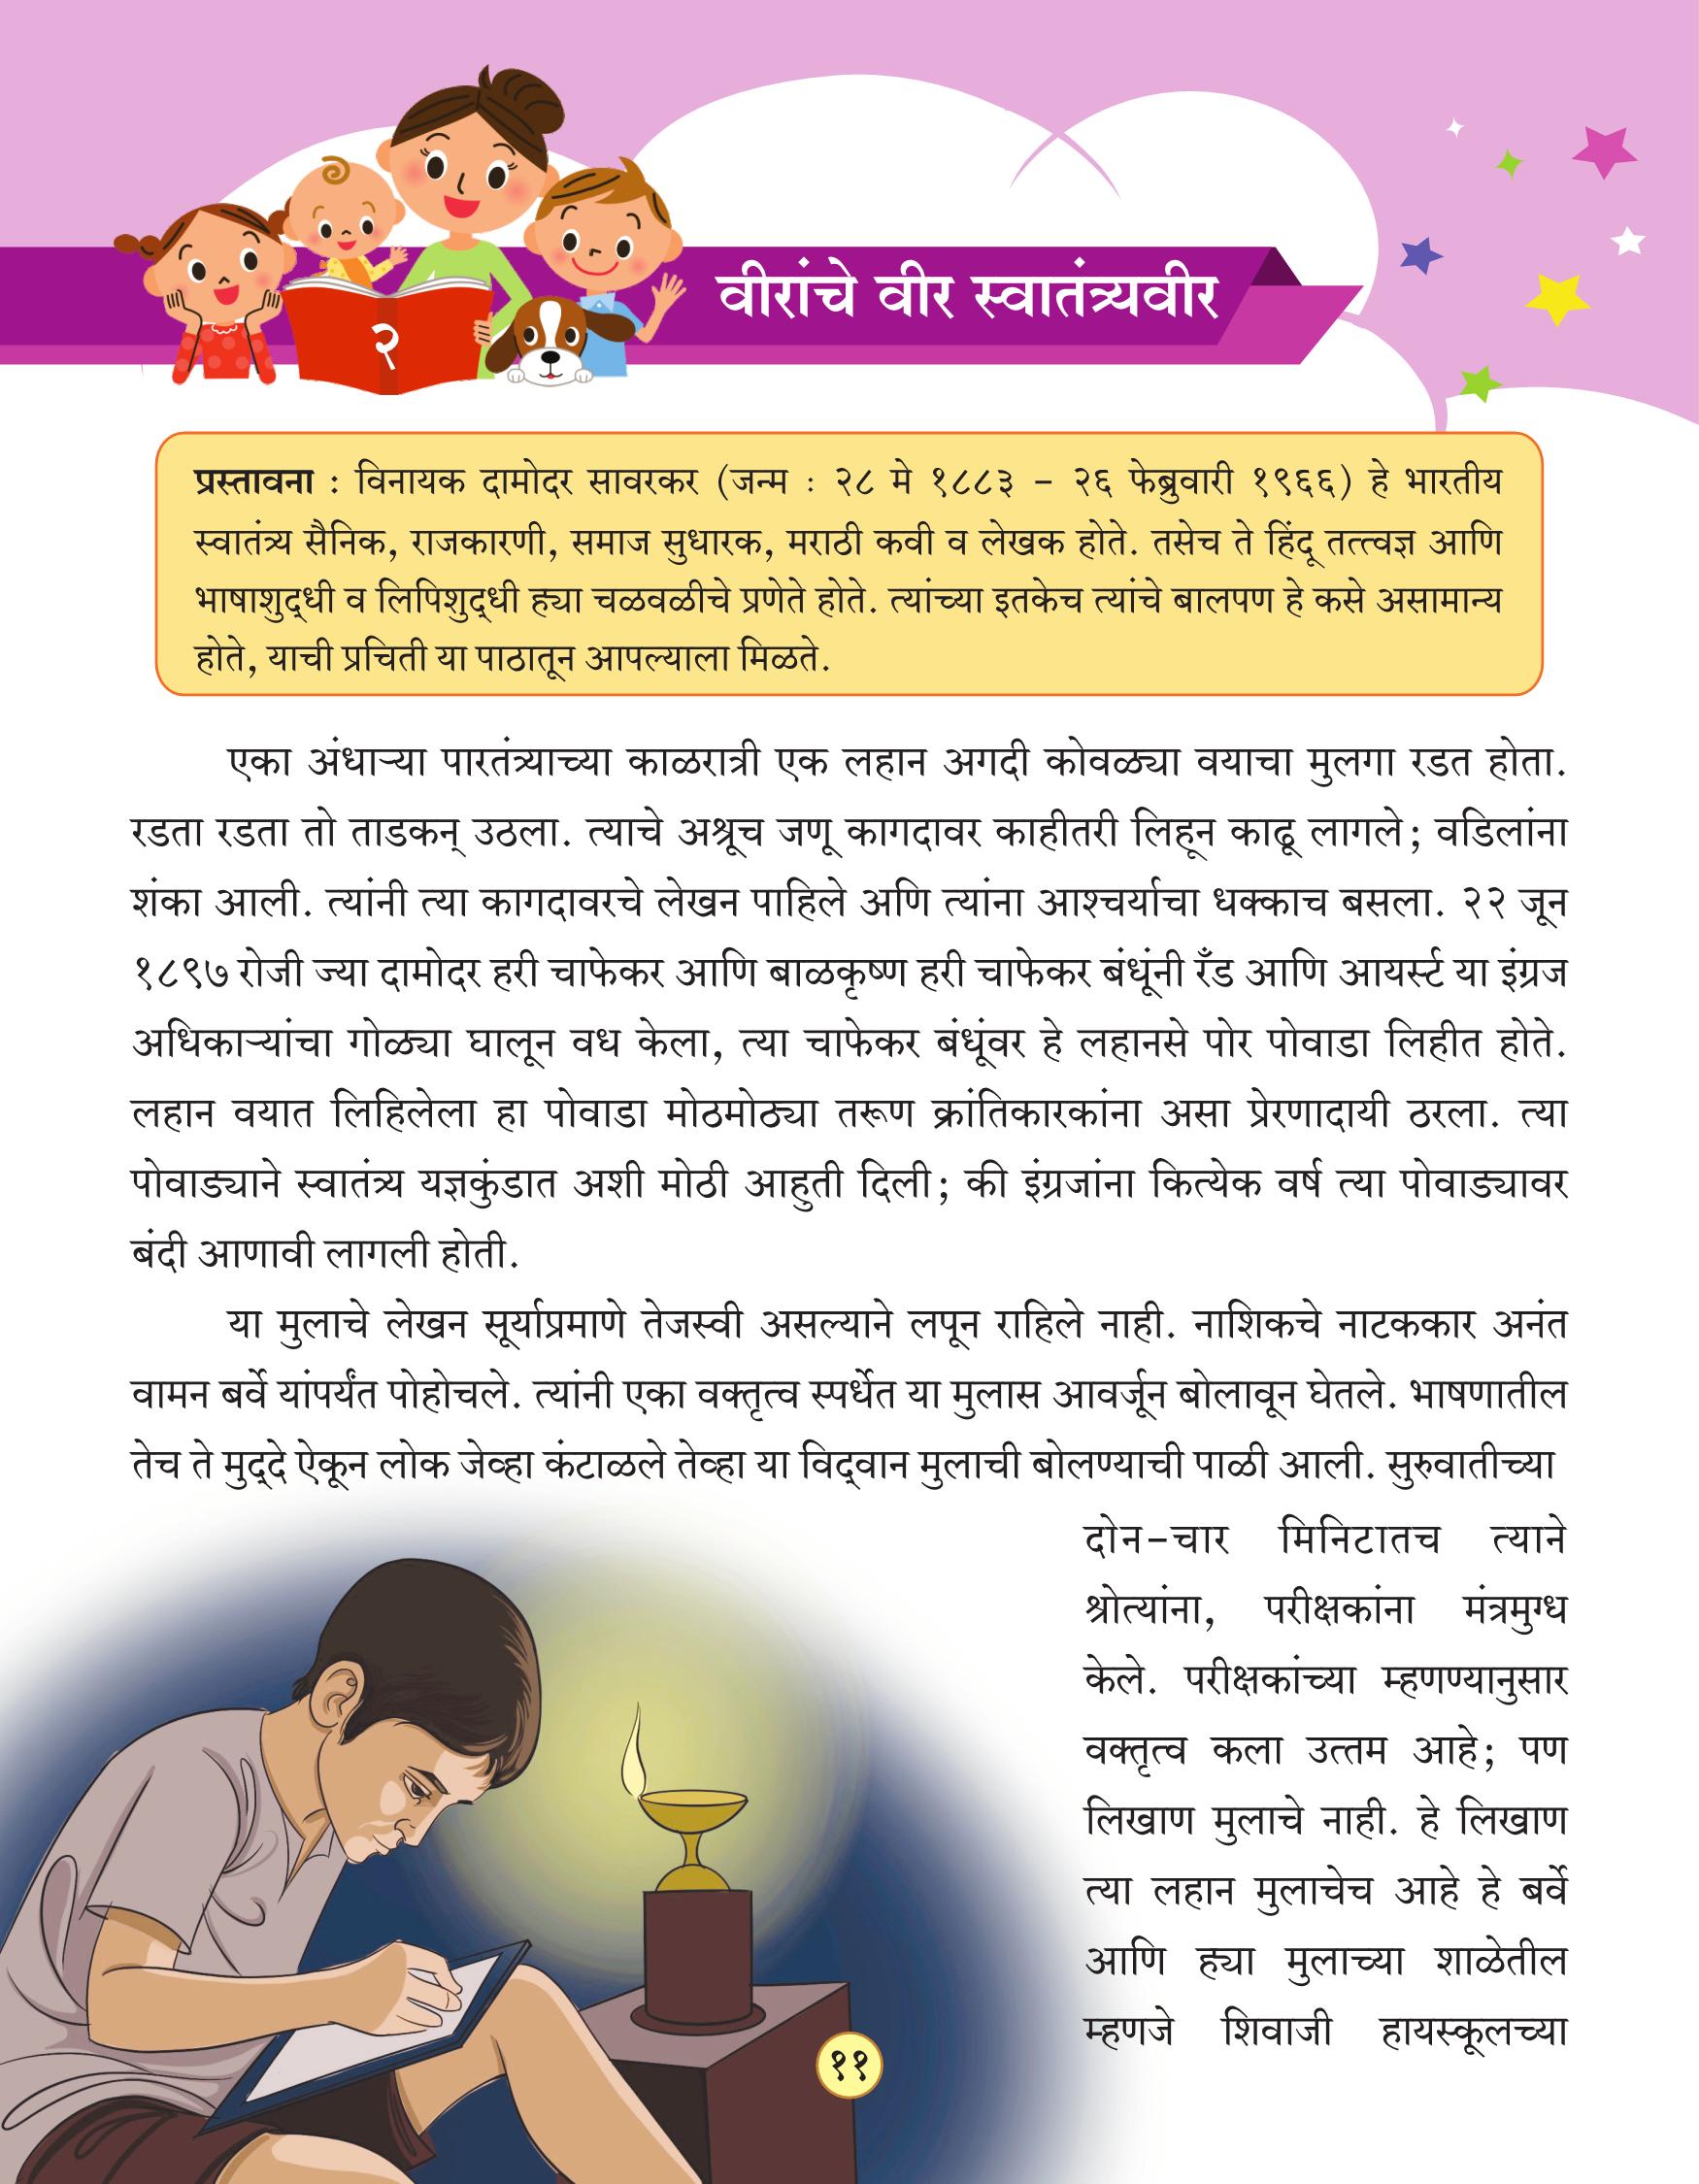 २
वीरांचे वीर स्वातंत्र्यवीर
प्रस्तावना : विनायक दामोदर सावरकर (जन्म : २८ मे १८८३ - २६ फेब्रुवारी १९६६) हे भारतीय
स्वातंत्र्य सैनिक, राजकारणी, समाज सुधारक, मराठी कवी व लेखक होते. तसेच ते हिंदू तत्त्वज्ञ आणि
भाषाशुद्धी व लिपिशुद्धी ह्या चळवळीचे प्रणेते होते. त्यांच्या इतकेच त्यांचे बालपण हे कसे असामान्य
होते, याची प्रचिती या पाठातून आपल्याला मिळते.
एका अंधाऱ्या पारतंत्र्याच्या काळरात्री एक लहान अगदी कोवळ्या वयाचा मुलगा रडत होता.
रडता रडता तो ताडकन् उठला. त्याचे अश्रूच जणू कागदावर काहीतरी लिहून काढू लागले; वडिलांना
शंका आली. त्यांनी त्या कागदावरचे लेखन पाहिले अणि त्यांना आश्चर्याचा धक्काच बसला. २२ जून
१८९७ रोजी ज्या दामोदर हरी चाफेकर आणि बाळकृष्ण हरी चाफेकर बंधूंनी रँड आणि आयर्स्ट या इंग्रज
अधिकाऱ्यांचा गोळ्या घालून वध केला, त्या चाफेकर बंधूंवर हे लहानसे पोर पोवाडा लिहीत होते.
लहान वयात लिहिलेला हा पोवाडा मोठमोठ्या तरूण क्रांतिकारकांना असा प्रेरणादायी ठरला. त्या
पोवाड्याने स्वातंत्र्य यज्ञकुंडात अशी मोठी आहुती दिली; की इंग्रजांना कित्येक वर्ष त्या पोवाड्यावर
बंदी आणावी लागली होती.
या मुलाचे लेखन सूर्याप्रमाणे तेजस्वी असल्याने लपून राहिले नाही. नाशिकचे नाटककार अनंत
वामन बर्वे यांपर्यंत पोहोचले. त्यांनी एका वक्तृत्व स्पर्धेत या मुलास आवर्जून बोलावून घेतले. भाषणातील
तेच ते मुद्दे ऐकून लोक जेव्हा कंटाळले तेव्हा या विद्वान मुलाची बोलण्याची पाळी आली. सुरुवातीच्या
दोन-चार मिनिटातच त्याने
श्रोत्यांना, परीक्षकांना मंत्रमुग्ध
केले. परीक्षकांच्या म्हणण्यानुसार
वक्तृत्व कला उत्तम आहे; पण
लिखाण मुलाचे नाही. हे लिखाण
त्या लहान मुलाचेच आहे हे बर्वे
आणि ह्या मुलाच्या शाळेतील
म्हणजे शिवाजी हायस्कूलच्या
११